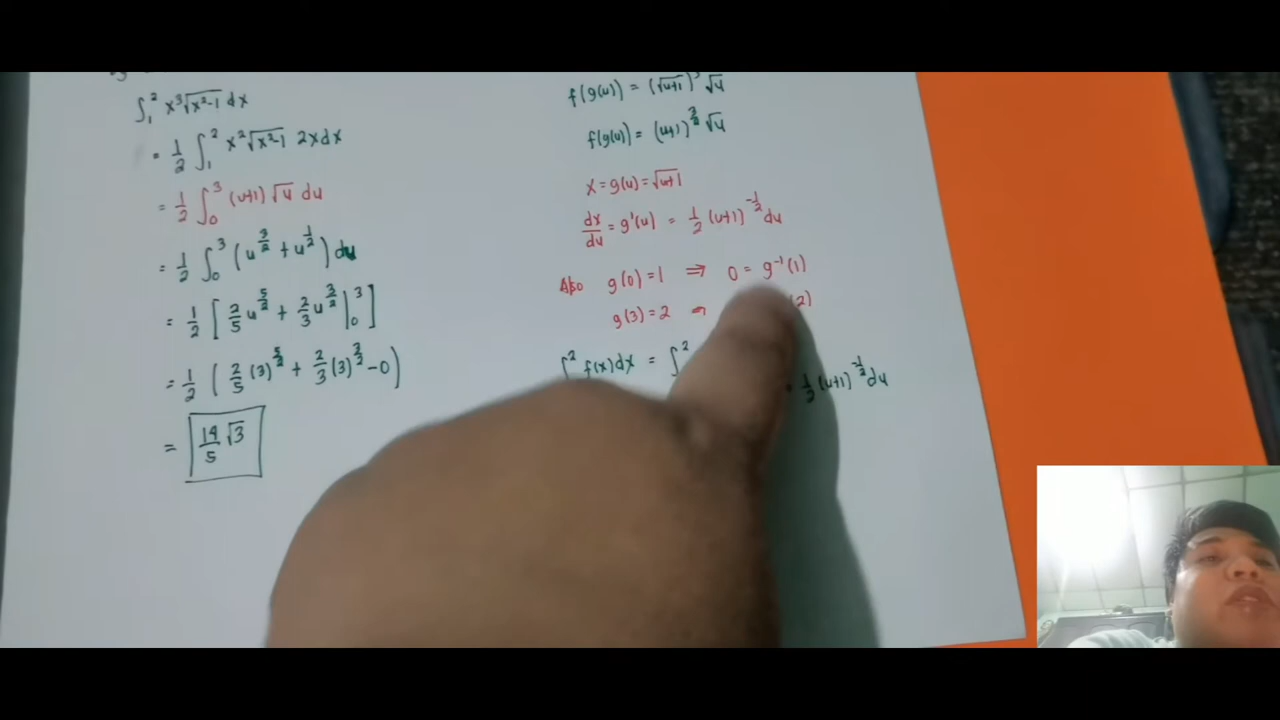 ∫₁² x³√(x²-1) dx
= 1/2 ∫₁² x²√(x²-1) 2x dx
= 1/2 ∫₀³ (u+1) √u du
= 1/2 ∫₀³ (u^(3/2) + u^(1/2)) du
= 1/2 [2/5 u^(5/2) + 2/3 u^(3/2) |₀³]
= 1/2 (2/5 (3)^(5/2) + 2/3 (3)^(3/2) - 0)
= 14/5 √3
f(g(u)) = (√(u+1))³ √u
f(g(u)) = (u+1)^(3/2) √u
x = g(u) = √(u+1)
dx/du = g'(u) = 1/2 (u+1)^(-1/2) du
Also g(0) = 1 ⇒ 0 = g⁻¹(1)
g(3) = 2 ⇒ (2)
∫² f(x) dx = ∫² 1/2 (u+1)^(-1/2) du